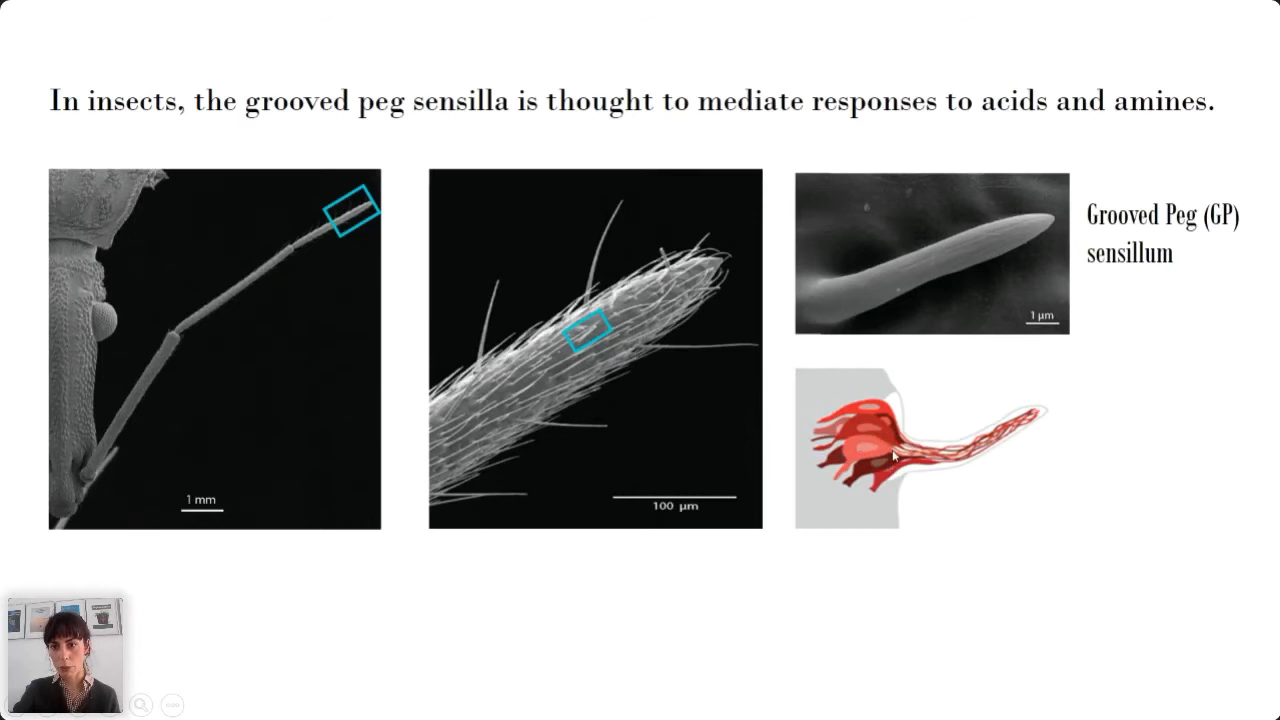 In insects, the grooved peg sensilla is thought to mediate responses to acids and amines.
1 mm
100 µm
1 µm
Grooved Peg (GP)
sensillum